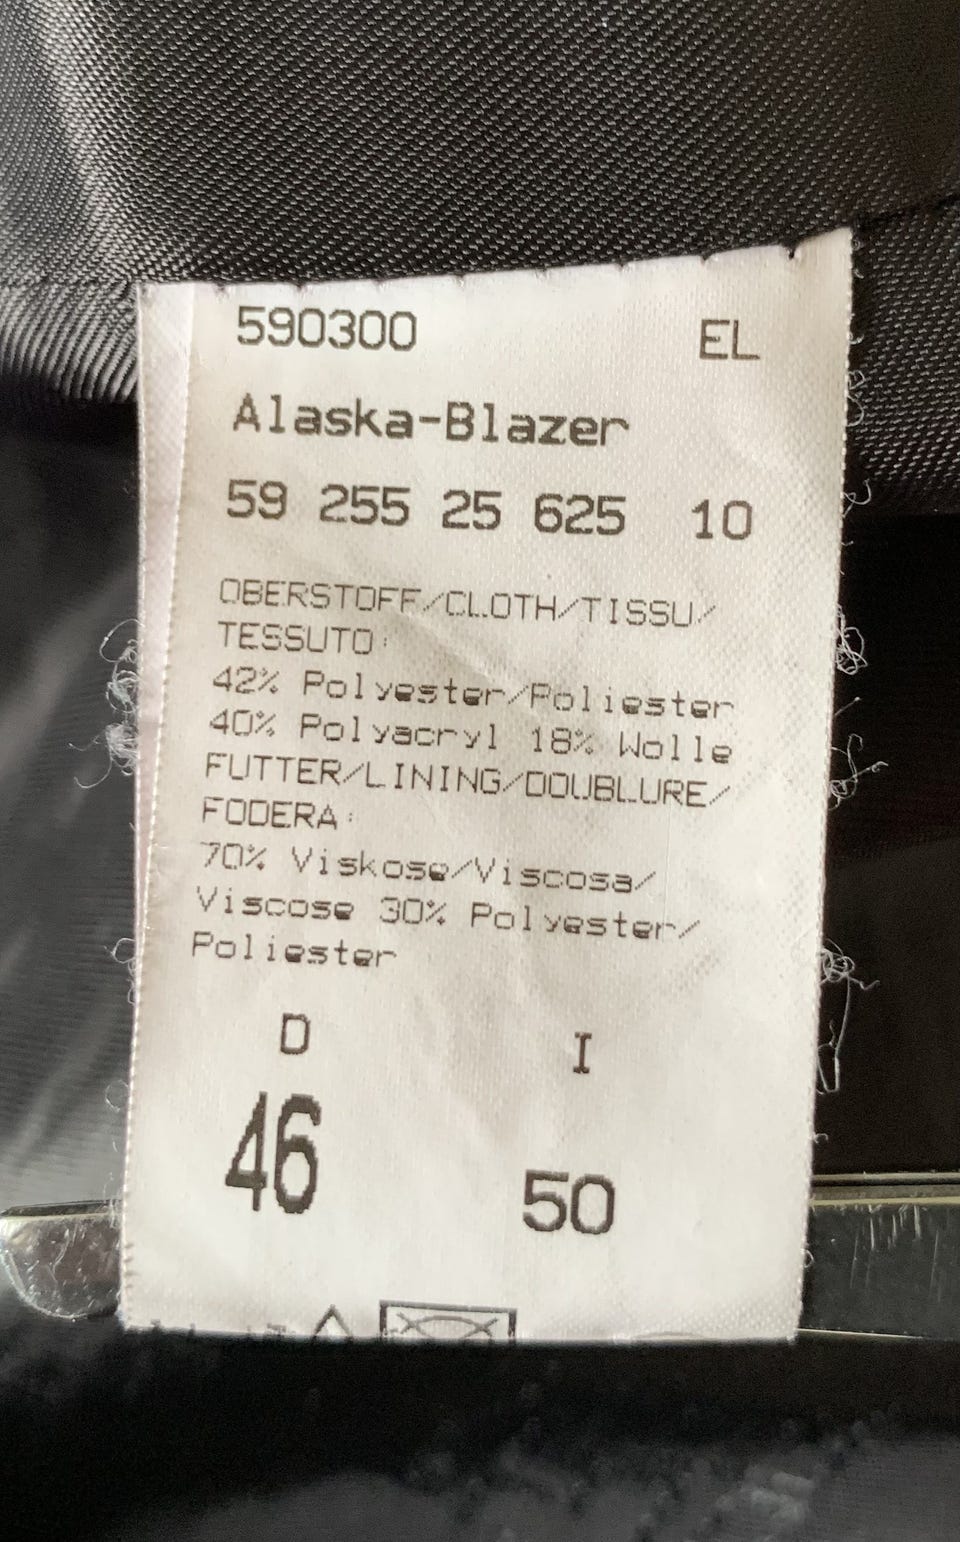 590300 EL
Alaska-Blazer
59 255 25 625 10
OBERSTOFF/CLOTH/TISSU/
TESSUTO:
42% Polyester/Poliester
40% Polyacryl 18% Wolle
FUTTER/LINING/DOUBLURE/
FODERA:
70% Viskose/Viscosa/
Viscose 30% Polyester/
Poliester
D I
46 50